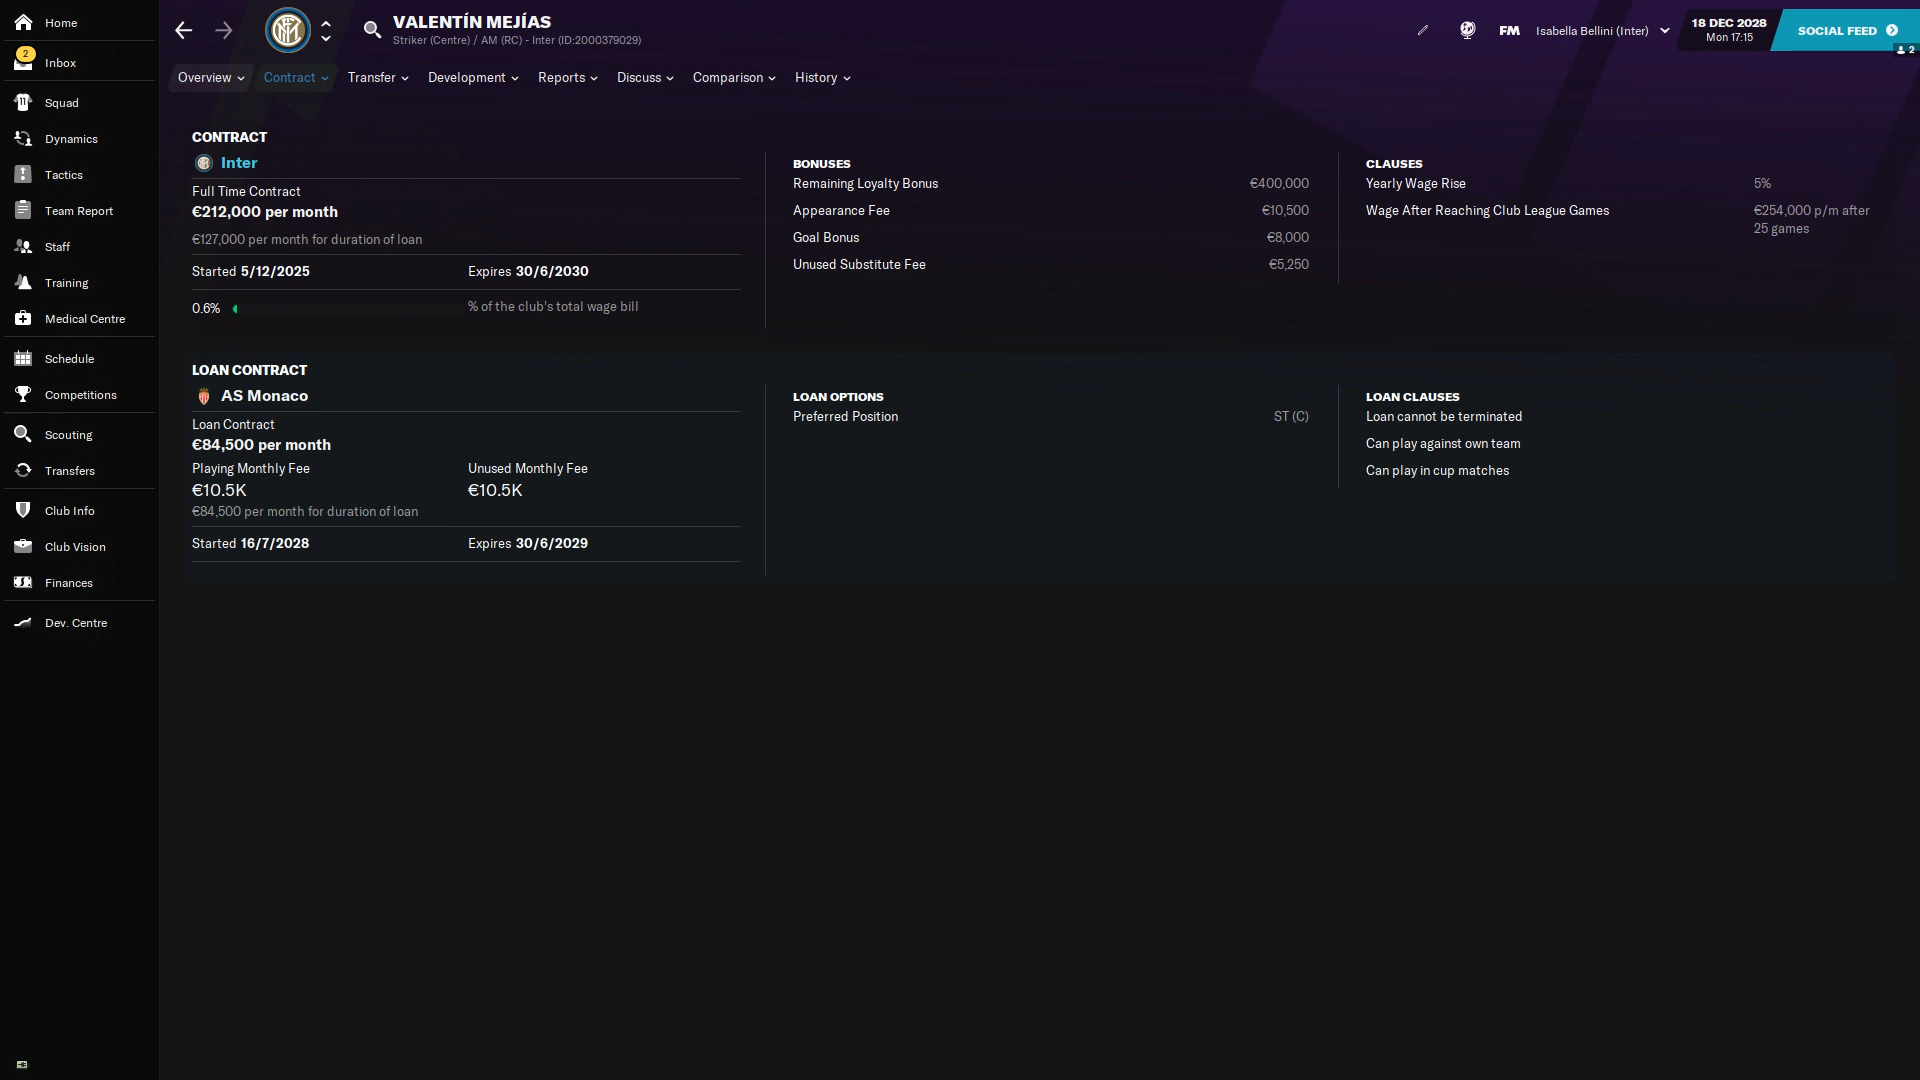 Home
2
Inbox
Squad
Dynamics
Tactics
Team Report
Staff
Training
Medical Centre
Schedule
Competitions
Scouting
Transfers
Club Info
Club Vision
Finances
Dev. Centre
VALENTÍN MEJÍAS
Striker (Centre) / AM (RC) - Inter (ID:2000379029)
FM
Isabella Bellini (Inter)
18 DEC 2028
Mon 17:15
SOCIAL FEED
2
Overview
Contract
Transfer
Development
Reports
Discuss
Comparison
History
CONTRACT
Inter
Full Time Contract
€212,000 per month
€127,000 per month for duration of loan
Started 5/12/2025
Expires 30/6/2030
0.6%
% of the club's total wage bill
BONUSES
Remaining Loyalty Bonus €400,000
Appearance Fee €10,500
Goal Bonus €8,000
Unused Substitute Fee €5,250
CLAUSES
Yearly Wage Rise 5%
Wage After Reaching Club League Games €254,000 p/m after
25 games
LOAN CONTRACT
AS Monaco
Loan Contract
€84,500 per month
Playing Monthly Fee Unused Monthly Fee
€10.5K €10.5K
€84,500 per month for duration of loan
Started 16/7/2028
Expires 30/6/2029
LOAN OPTIONS
Preferred Position ST (C)
LOAN CLAUSES
Loan cannot be terminated
Can play against own team
Can play in cup matches